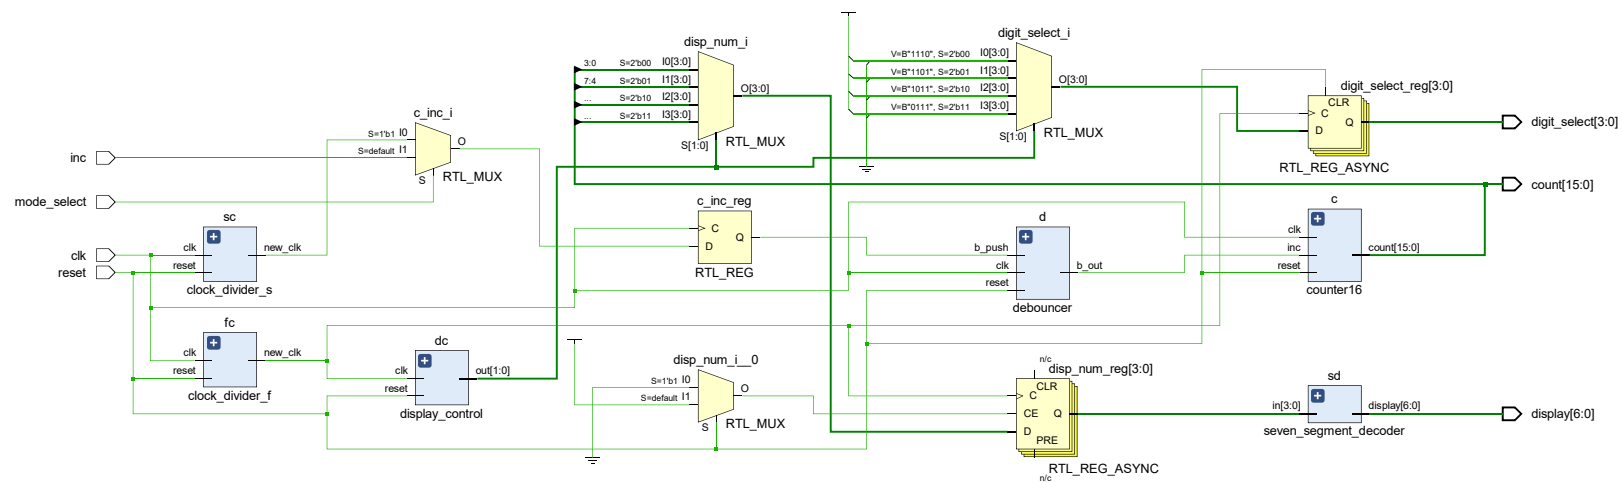 digit_select_i
V=B"1110", S=2'b00 I0[3:0]
V=B"1101", S=2'b01 I1[3:0]
V=B"1011", S=2'b10 I2[3:0]
V=B"0111", S=2'b11 I3[3:0]
O[3:0]
S[1:0]
RTL_MUX
disp_num_i
3:0 S=2'b00 I0[3:0]
7:4 S=2'b01 I1[3:0]
... S=2'b10 I2[3:0]
... S=2'b11 I3[3:0]
O[3:0]
S[1:0]
RTL_MUX
digit_select_reg[3:0]
CLR
C
D
Q
RTL_REG_ASYNC
digit_select[3:0]
c_inc_i
S=1'b1 I0
S=default I1
O
S
RTL_MUX
inc
mode_select
clk
reset
count[15:0]
sc
clk
reset
new_clk
clock_divider_s
c_inc_reg
C
D
Q
RTL_REG
d
b_push
clk
reset
b_out
debouncer
c
clk
inc
reset
count[15:0]
counter16
fc
clk
reset
new_clk
clock_divider_f
dc
clk
reset
out[1:0]
display_control
disp_num_i__0
S=1'b1 I0
S=default I1
O
S
RTL_MUX
n/c
disp_num_reg[3:0]
CLR
C
CE
D
Q
PRE
RTL_REG_ASYNC
n/c
sd
in[3:0]
display[6:0]
seven_segment_decoder
display[6:0]